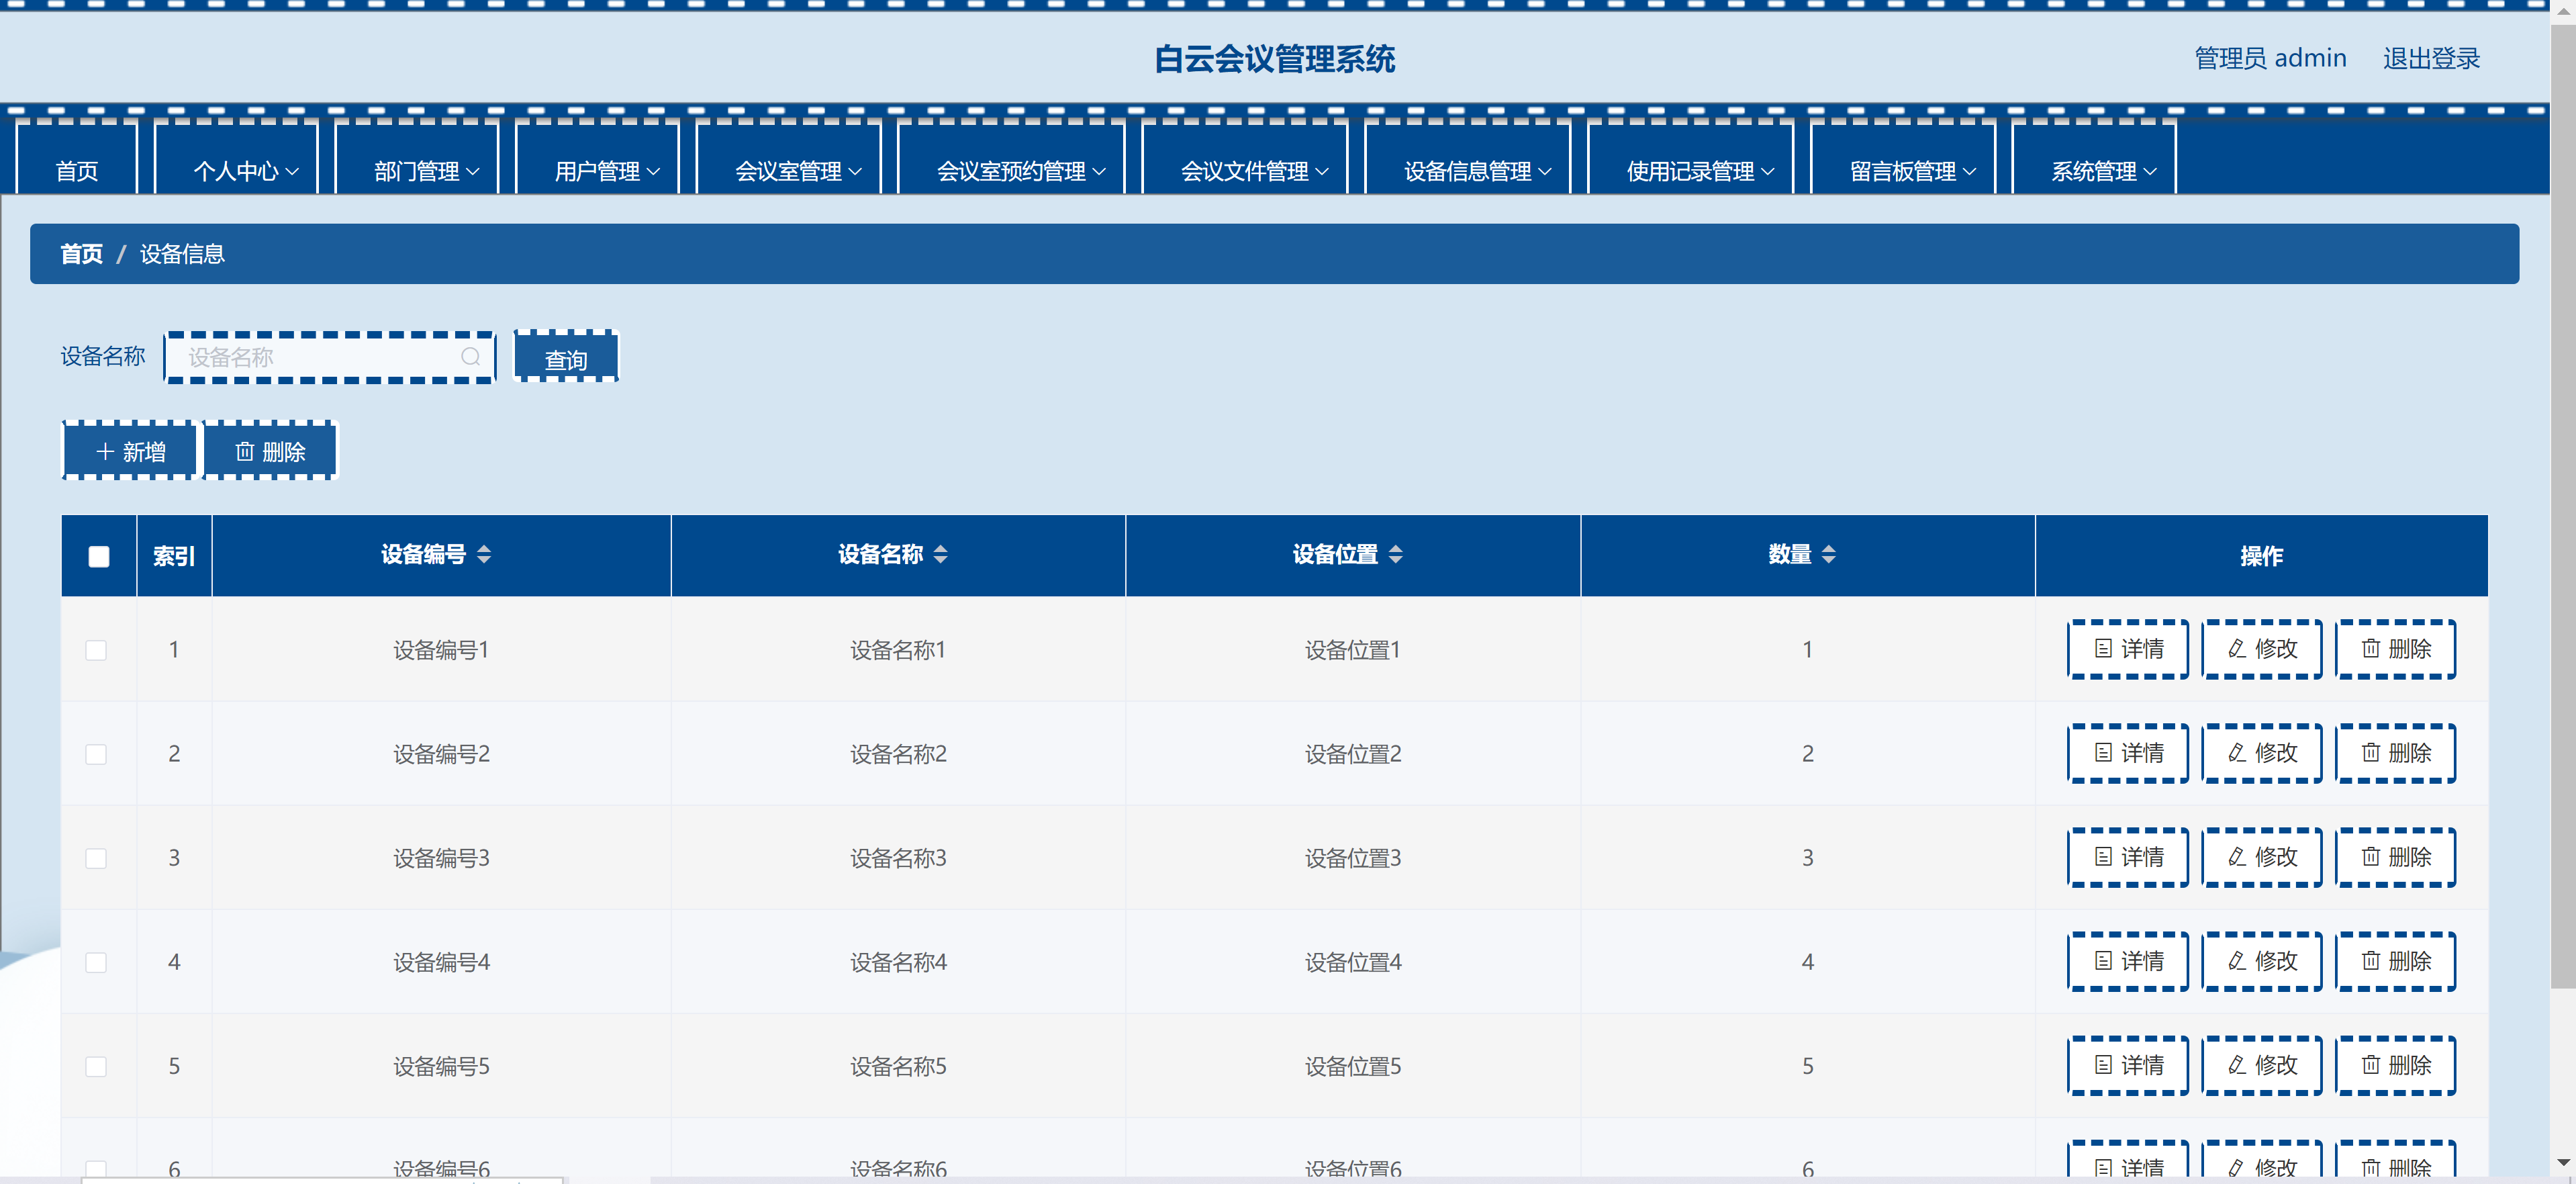 白云会议管理系统
管理员 admin 退出登录
首页 个人中心 部门管理 用户管理 会议室管理 会议室预约管理 会议文件管理 设备信息管理 使用记录管理 留言板管理 系统管理
首页 / 设备信息
设备名称 设备名称 查询
新增 删除
索引 设备编号 设备名称 设备位置 数量 操作
1 设备编号1 设备名称1 设备位置1 1 详情 修改 删除
2 设备编号2 设备名称2 设备位置2 2 详情 修改 删除
3 设备编号3 设备名称3 设备位置3 3 详情 修改 删除
4 设备编号4 设备名称4 设备位置4 4 详情 修改 删除
5 设备编号5 设备名称5 设备位置5 5 详情 修改 删除
6 设备编号6 设备名称6 设备位置6 6 详情 修改 删除